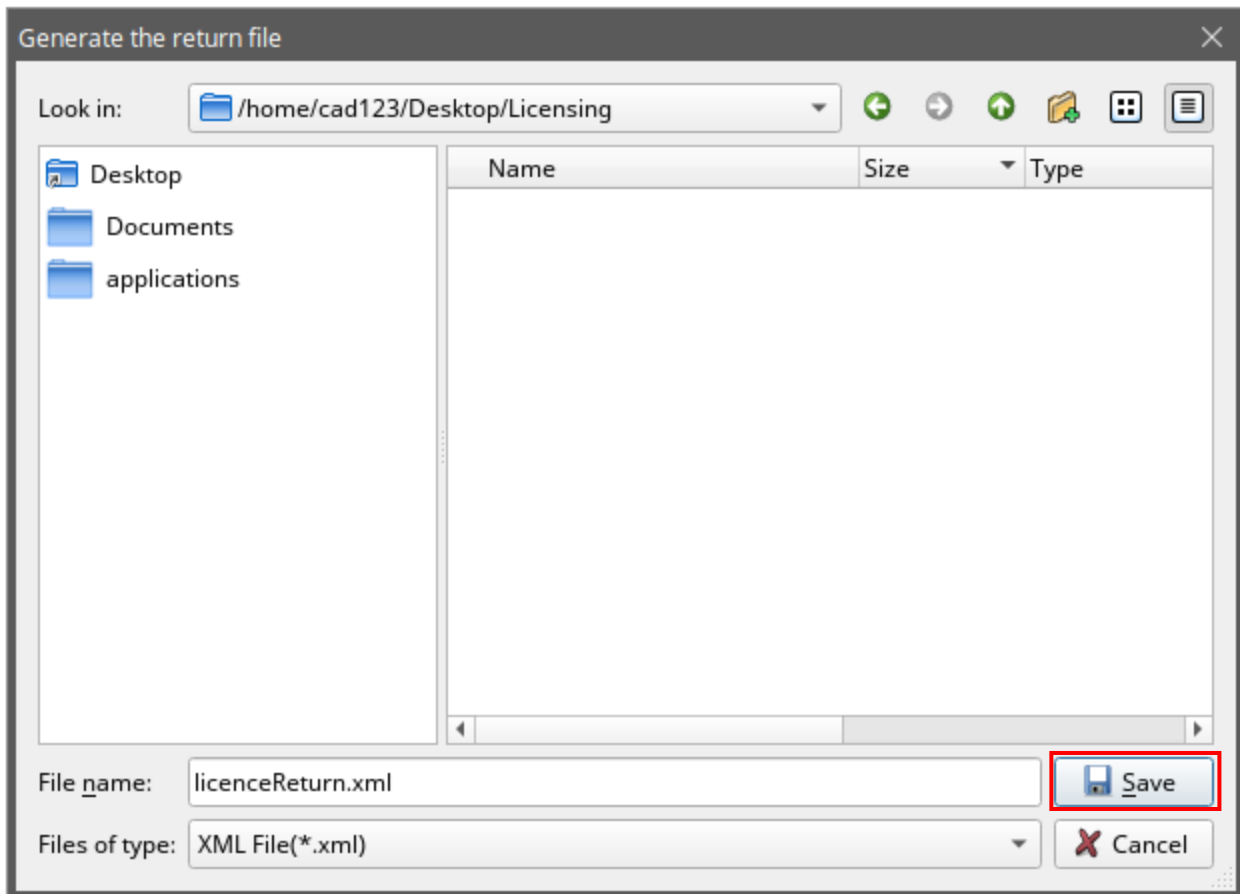 Generate the return file
Look in: /home/cad123/Desktop/Licensing
Desktop
Documents
applications
Name Size Type
File name: licenceReturn.xml Save
Files of type: XML File(*.xml) Cancel